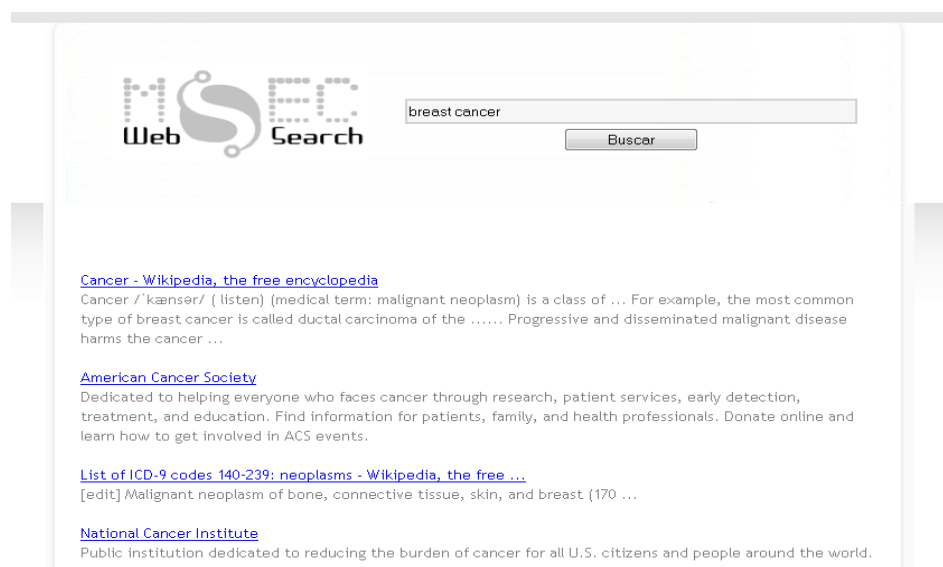 MSEC
Web Search
breast cancer
Buscar
Cancer - Wikipedia, the free encyclopedia
Cancer /ˈkænsər/ ( listen) (medical term: malignant neoplasm) is a class of ... For example, the most common
type of breast cancer is called ductal carcinoma of the ...... Progressive and disseminated malignant disease
harms the cancer ...
American Cancer Society
Dedicated to helping everyone who faces cancer through research, patient services, early detection,
treatment, and education. Find information for patients, family, and health professionals. Donate online and
learn how to get involved in ACS events.
List of ICD-9 codes 140-239: neoplasms - Wikipedia, the free ...
[edit] Malignant neoplasm of bone, connective tissue, skin, and breast (170 ...
National Cancer Institute
Public institution dedicated to reducing the burden of cancer for all U.S. citizens and people around the world.